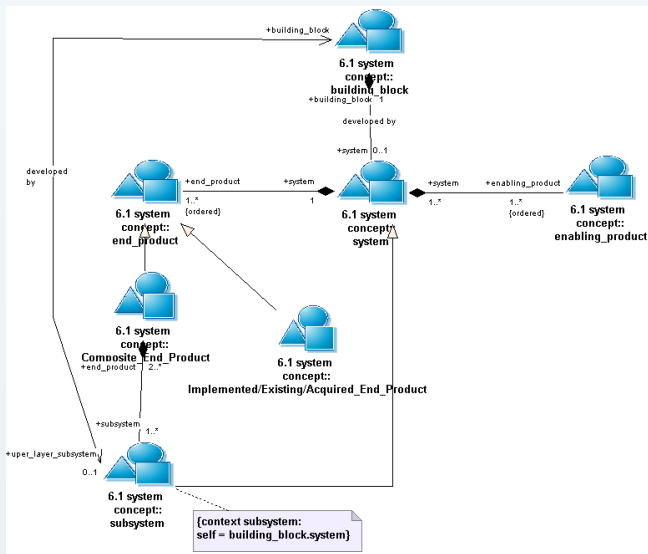 +building_block
6.1 system
concept::
building_block
+building_block 1
developed by
+system 0..1
developed
by
+end_product
+system
1..*
{ordered}
1
6.1 system
concept::
end_product
6.1 system
concept::
system
+system
+enabling_product
1..*
1..*
{ordered}
6.1 system
concept::
enabling_product
6.1 system
concept::
Composite_End_Product
+end_product 2..*
6.1 system
concept::
Implemented/Existing/Acquired_End_Product
+subsystem
1..*
+uper_layer_subsystem
0..1
6.1 system
concept::
subsystem
{context subsystem:
self = building_block.system}